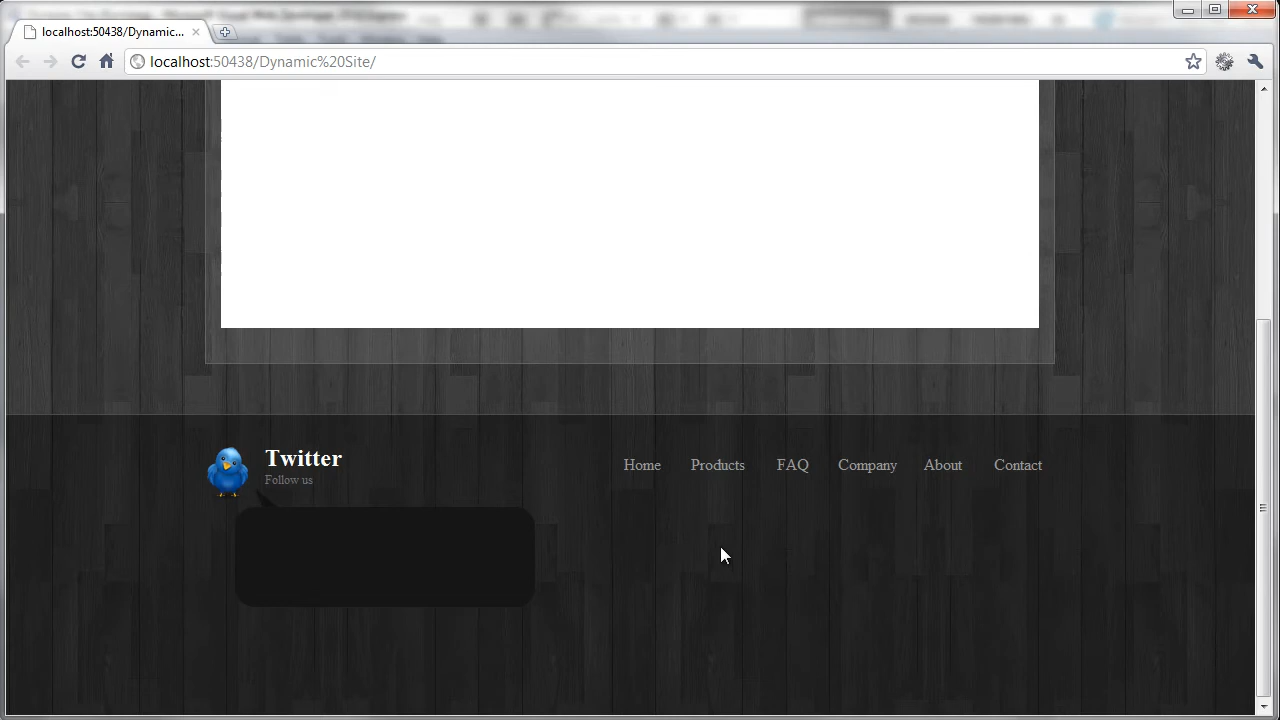 localhost:50438/Dynamic...
localhost:50438/Dynamic%20Site/
Twitter
Follow us
Home Products FAQ Company About Contact